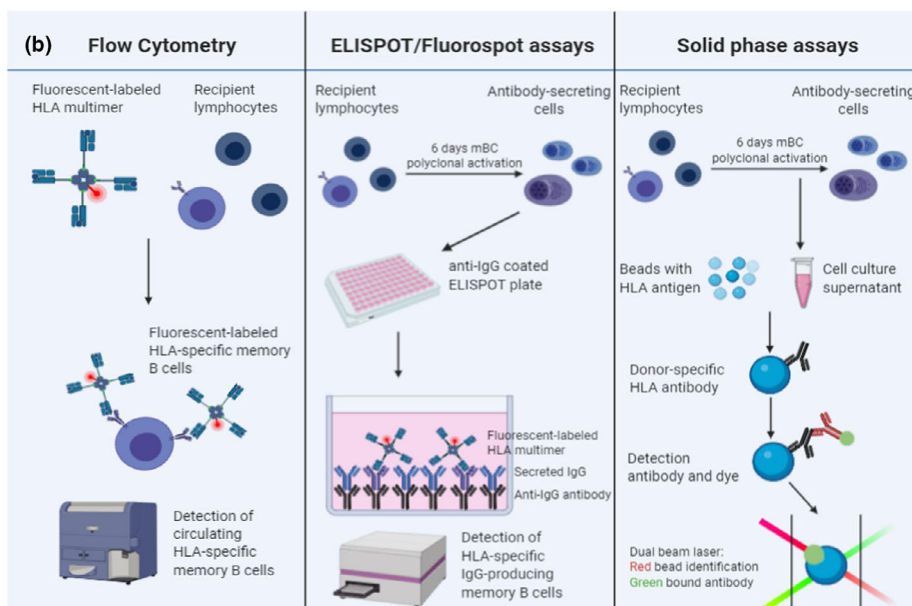 (b)
Flow Cytometry
Fluorescent-labeled
HLA multimer
Recipient
lymphocytes
Fluorescent-labeled
HLA-specific memory
B cells
Detection of
circulating
HLA-specific
memory B cells
ELISPOT/Fluorospot assays
Recipient
lymphocytes
Antibody-secreting
cells
6 days mBC
polyclonal activation
anti-IgG coated
ELISPOT plate
Fluorescent-labeled
HLA multimer
Secreted IgG
Anti-IgG antibody
Detection of
HLA-specific
IgG-producing
memory B cells
Solid phase assays
Recipient
lymphocytes
Antibody-secreting
cells
6 days mBC
polyclonal activation
Beads with
HLA antigen
Cell culture
supernatant
Donor-specific
HLA antibody
Detection
antibody and dye
Dual beam laser:
Red bead identification
Green bound antibody